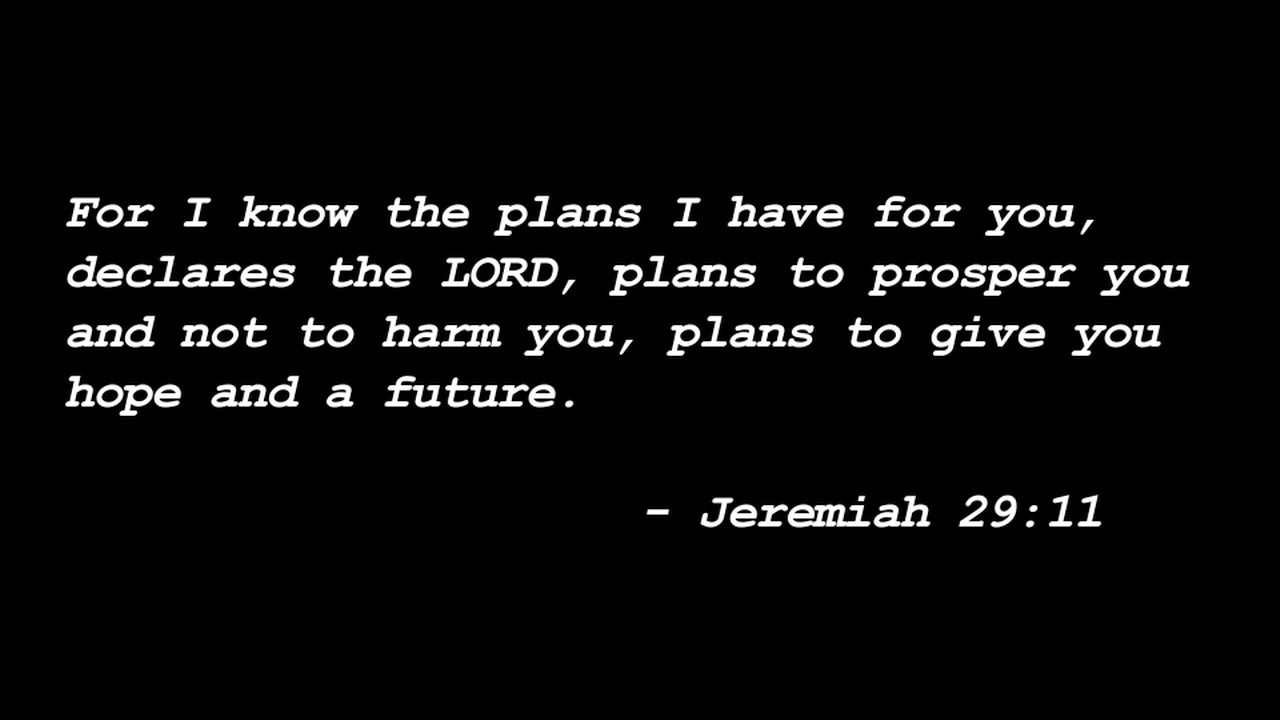 For I know the plans I have for you,
declares the LORD, plans to prosper you
and not to harm you, plans to give you
hope and a future.
- Jeremiah 29:11